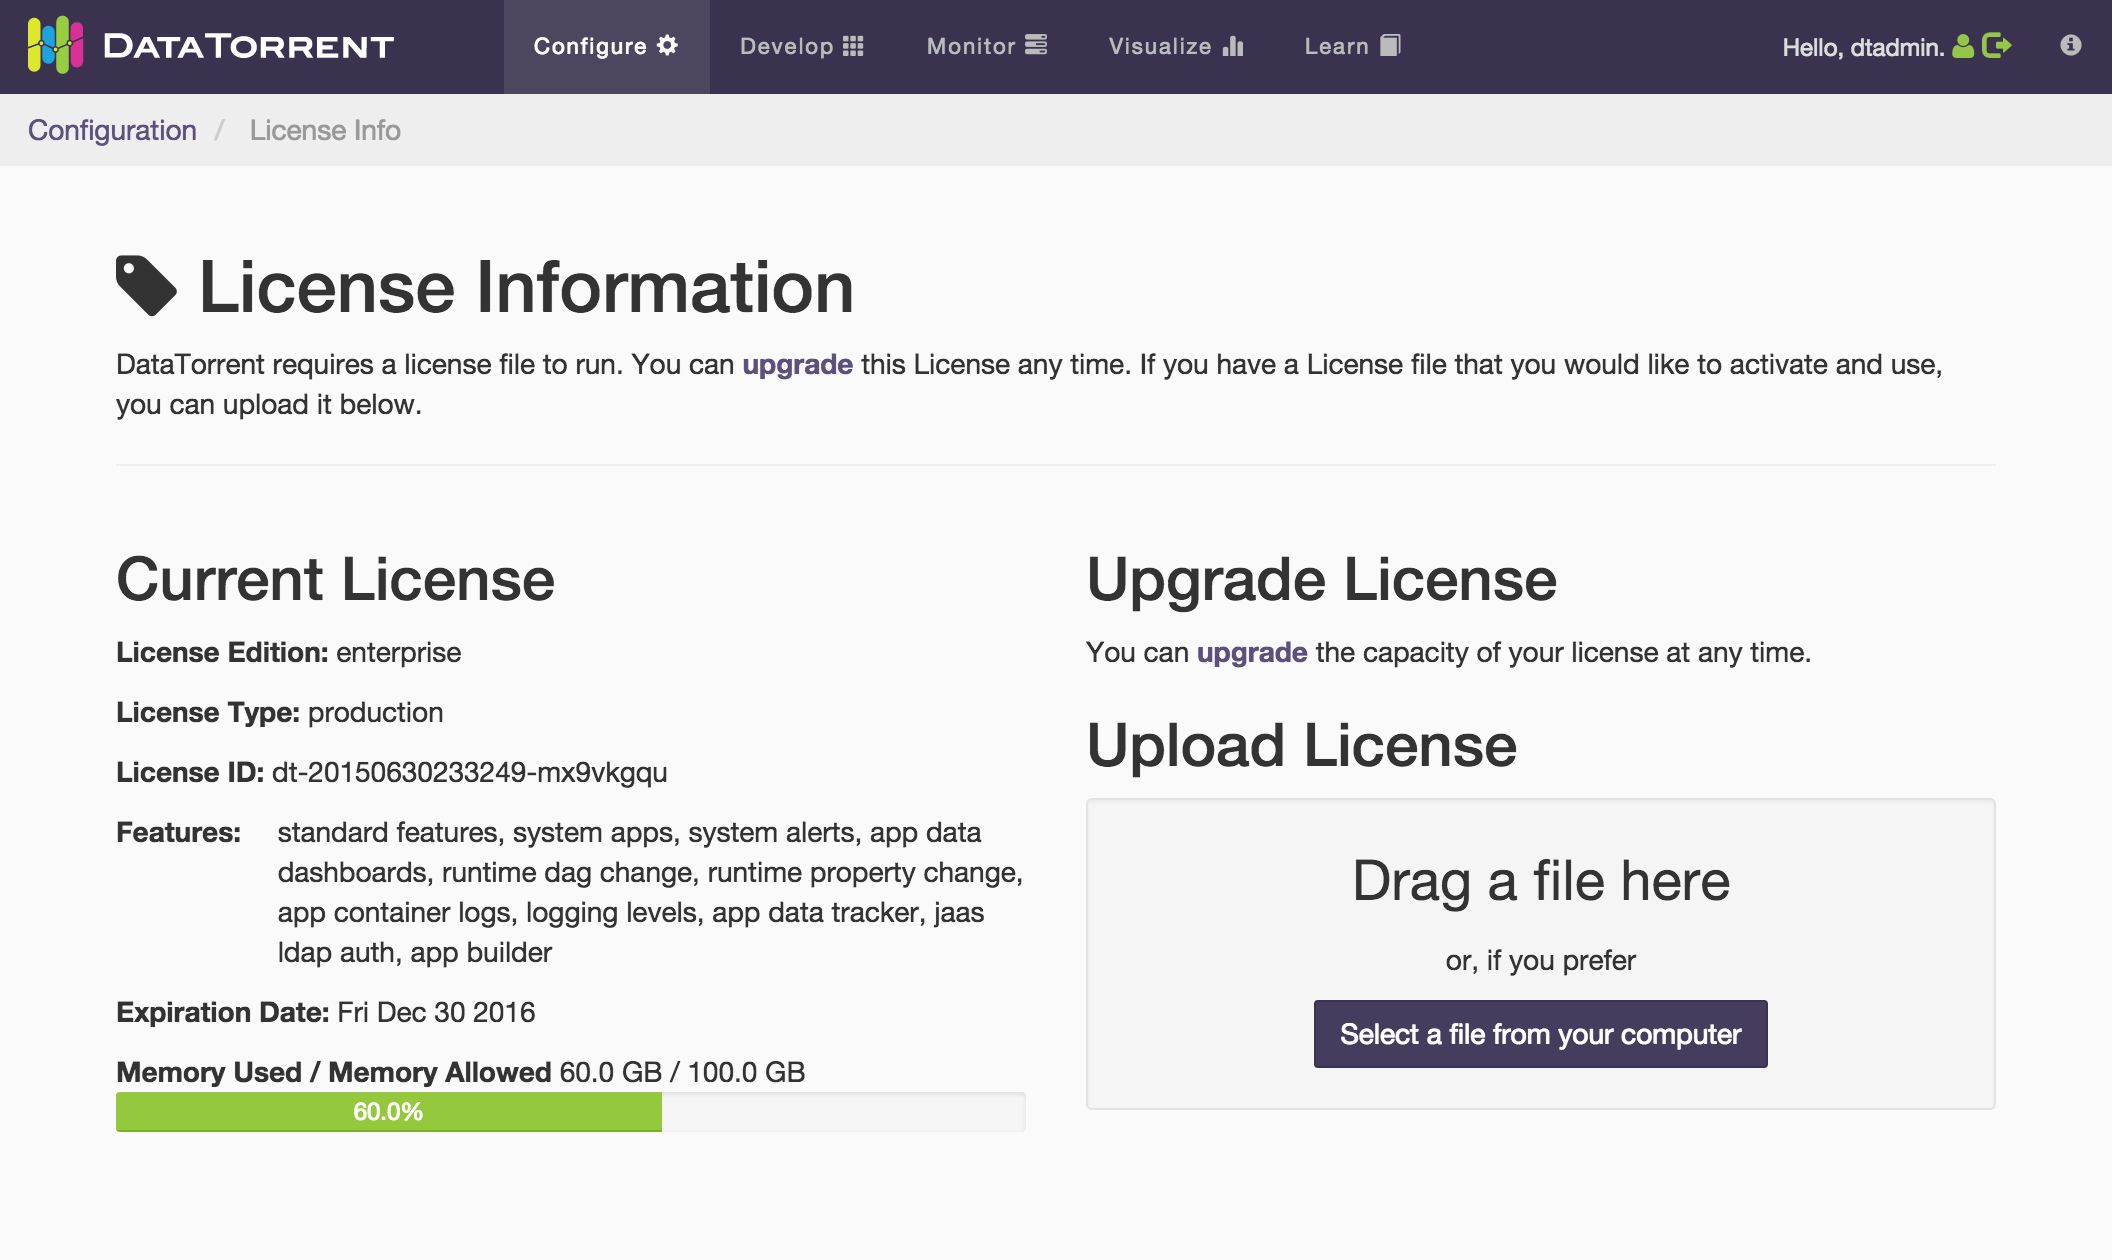 DATATORRENT
Configure
Develop
Monitor
Visualize
Learn
Hello, dtadmin.
Configuration / License Info
License Information
DataTorrent requires a license file to run. You can upgrade this License any time. If you have a License file that you would like to activate and use,
you can upload it below.
Current License
License Edition: enterprise
License Type: production
License ID: dt-20150630233249-mx9vkgqu
Features: standard features, system apps, system alerts, app data
dashboards, runtime dag change, runtime property change,
app container logs, logging levels, app data tracker, jaas
ldap auth, app builder
Expiration Date: Fri Dec 30 2016
Memory Used / Memory Allowed 60.0 GB / 100.0 GB
60.0%
Upgrade License
You can upgrade the capacity of your license at any time.
Upload License
Drag a file here
or, if you prefer
Select a file from your computer